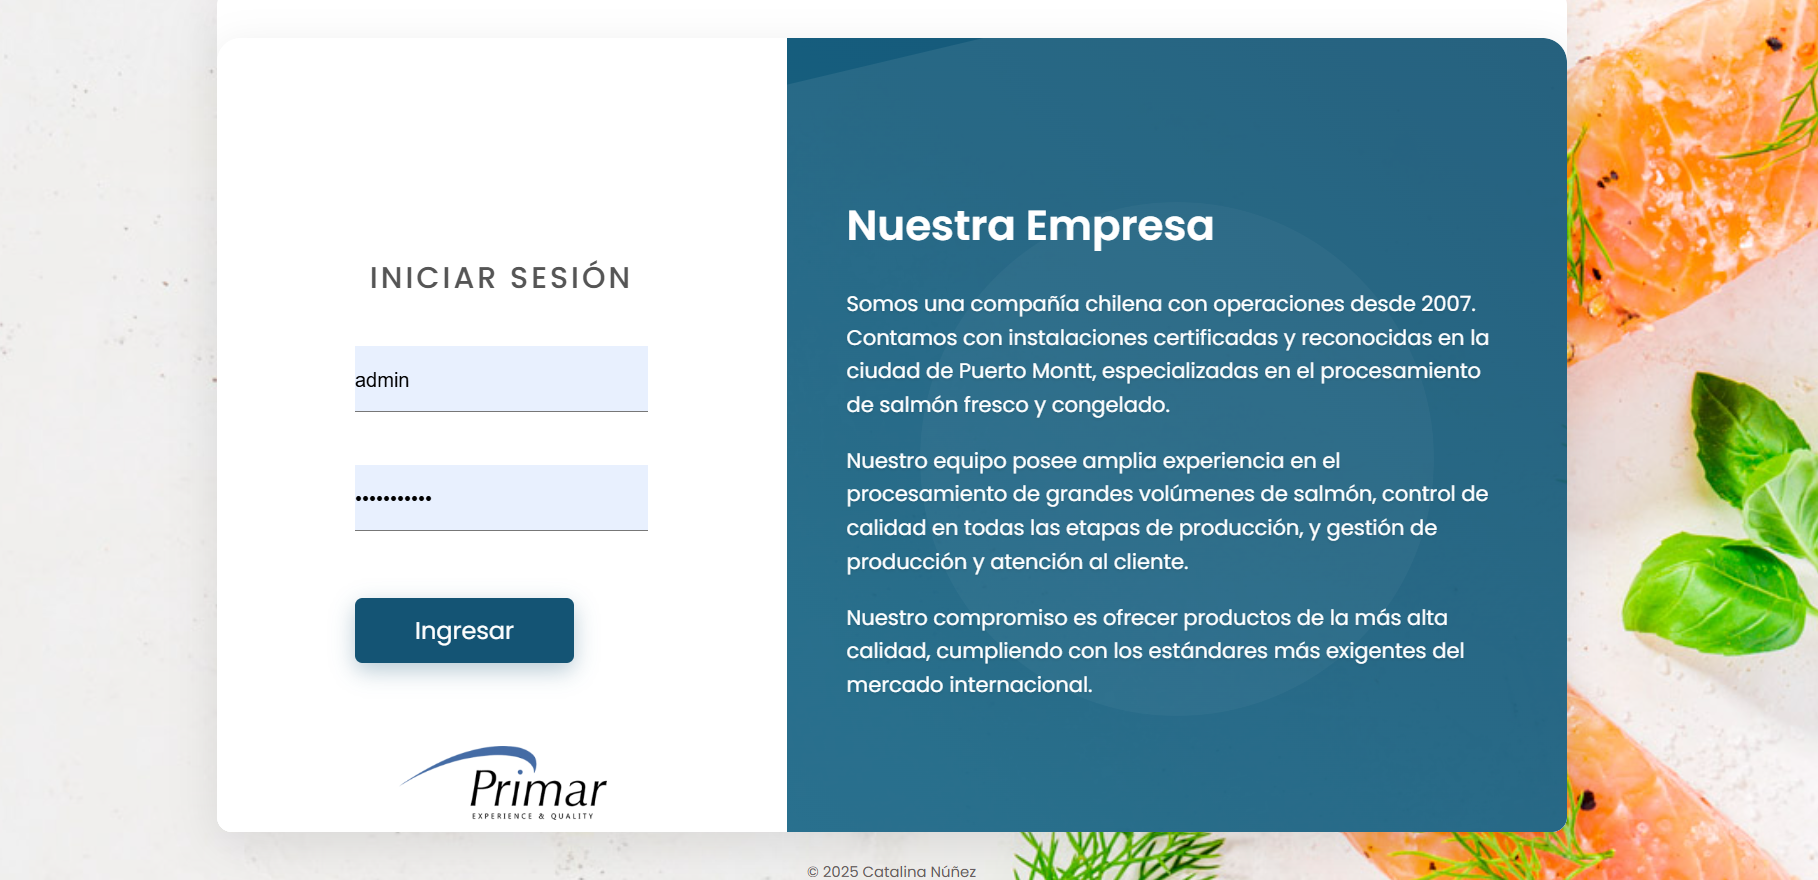 INICIAR SESIÓN
admin
•••••••••••
Ingresar
Primar
EXPERIENCE & QUALITY
Nuestra Empresa
Somos una compañía chilena con operaciones desde 2007.
Contamos con instalaciones certificadas y reconocidas en la
ciudad de Puerto Montt, especializadas en el procesamiento
de salmón fresco y congelado.
Nuestro equipo posee amplia experiencia en el
procesamiento de grandes volúmenes de salmón, control de
calidad en todas las etapas de producción, y gestión de
producción y atención al cliente.
Nuestro compromiso es ofrecer productos de la más alta
calidad, cumpliendo con los estándares más exigentes del
mercado internacional.
© 2025 Catalina Núñez